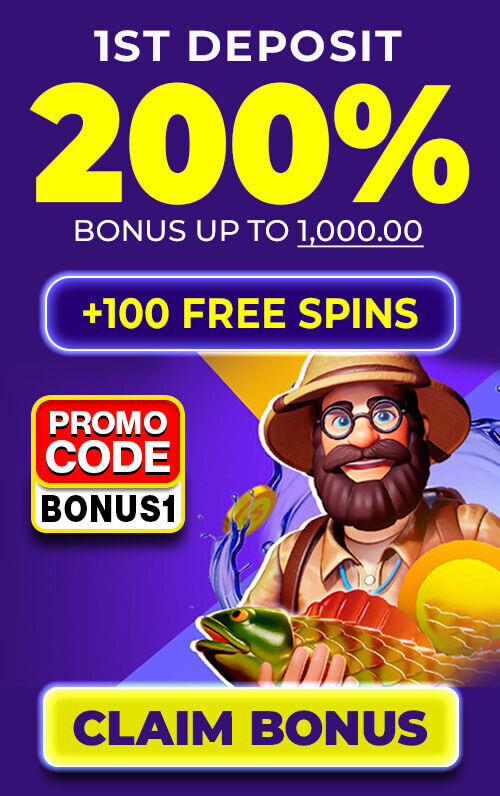 1ST DEPOSIT
200%
BONUS UP TO 1,000.00
+100 FREE SPINS
PROMO
CODE
BONUS1
CLAIM BONUS